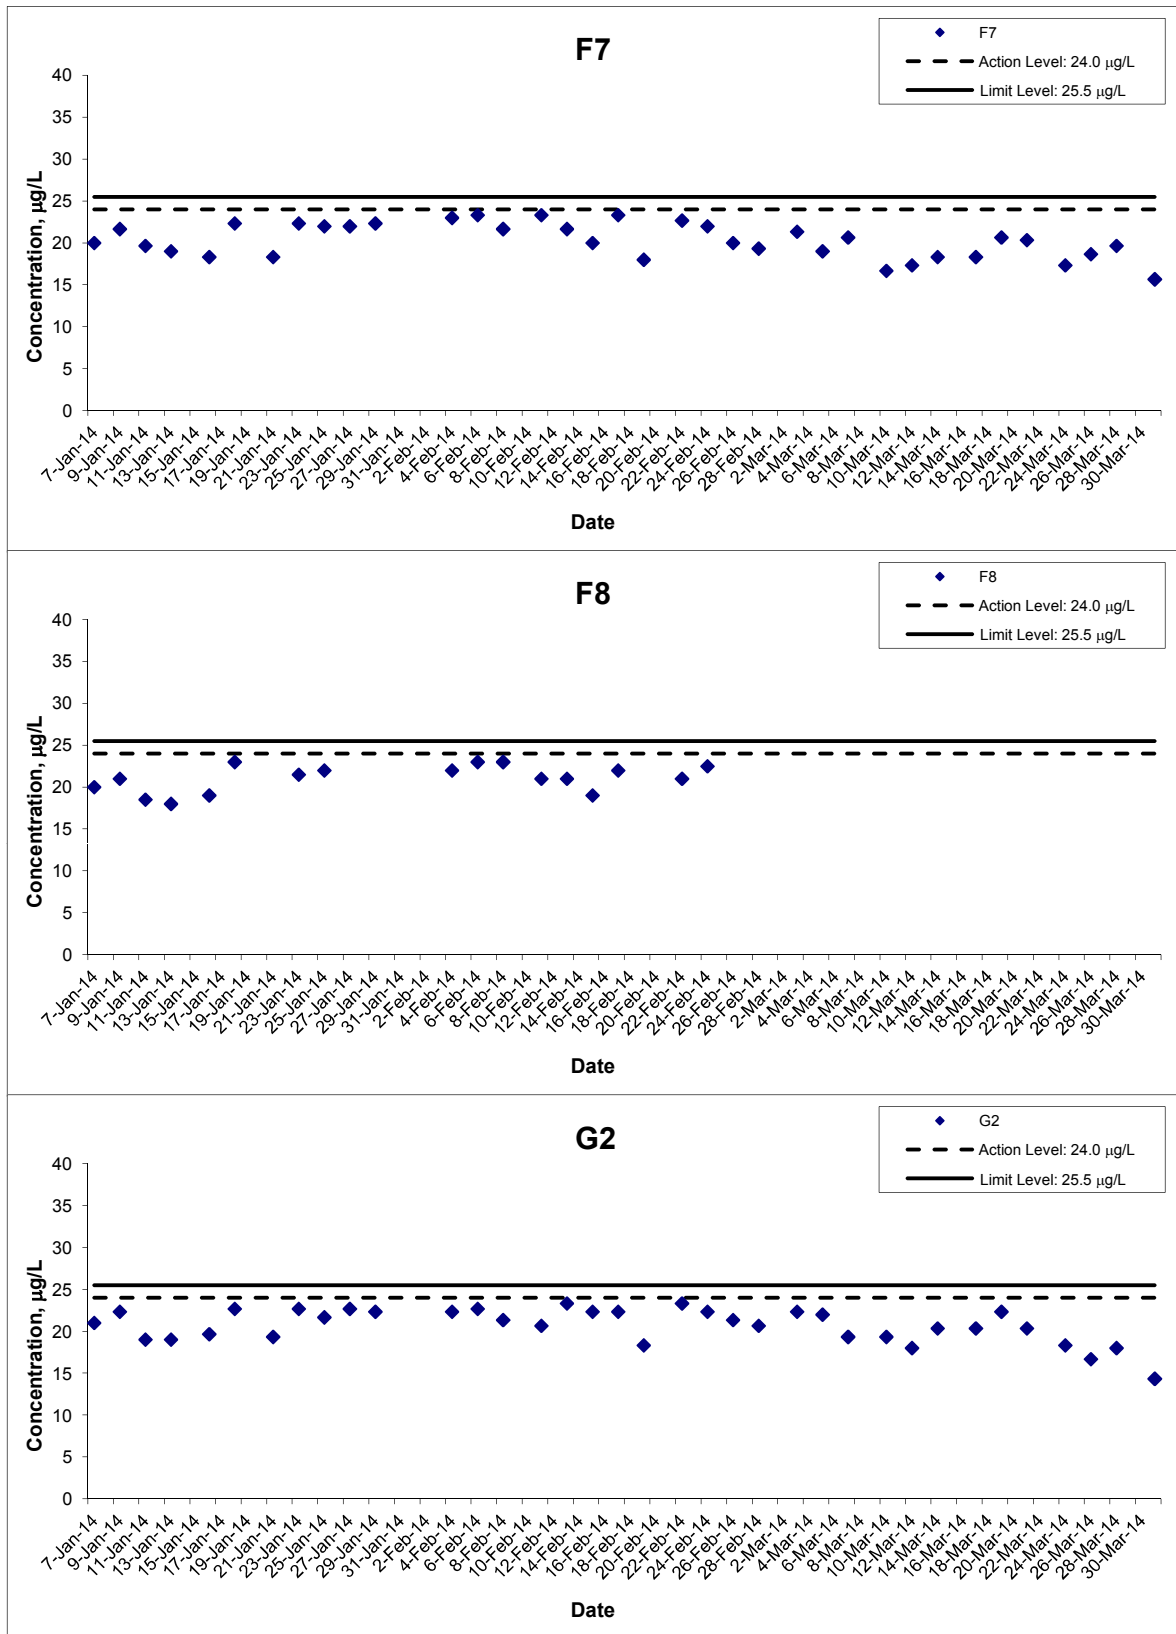 F7
F7
Action Level: 24.0 µg/L
Limit Level: 25.5 µg/L
Concentration, µg/L
40
35
30
25
20
15
10
5
0
7-Jan-14
9-Jan-14
11-Jan-14
13-Jan-14
15-Jan-14
17-Jan-14
19-Jan-14
21-Jan-14
23-Jan-14
25-Jan-14
27-Jan-14
29-Jan-14
31-Jan-14
2-Feb-14
4-Feb-14
6-Feb-14
8-Feb-14
10-Feb-14
12-Feb-14
14-Feb-14
16-Feb-14
18-Feb-14
20-Feb-14
22-Feb-14
24-Feb-14
26-Feb-14
28-Feb-14
2-Mar-14
4-Mar-14
6-Mar-14
8-Mar-14
10-Mar-14
12-Mar-14
14-Mar-14
16-Mar-14
18-Mar-14
20-Mar-14
22-Mar-14
24-Mar-14
26-Mar-14
28-Mar-14
30-Mar-14
Date
F8
F8
Action Level: 24.0 µg/L
Limit Level: 25.5 µg/L
Concentration, µg/L
40
35
30
25
20
15
10
5
0
7-Jan-14
9-Jan-14
11-Jan-14
13-Jan-14
15-Jan-14
17-Jan-14
19-Jan-14
21-Jan-14
23-Jan-14
25-Jan-14
27-Jan-14
29-Jan-14
31-Jan-14
2-Feb-14
4-Feb-14
6-Feb-14
8-Feb-14
10-Feb-14
12-Feb-14
14-Feb-14
16-Feb-14
18-Feb-14
20-Feb-14
22-Feb-14
24-Feb-14
26-Feb-14
28-Feb-14
2-Mar-14
4-Mar-14
6-Mar-14
8-Mar-14
10-Mar-14
12-Mar-14
14-Mar-14
16-Mar-14
18-Mar-14
20-Mar-14
22-Mar-14
24-Mar-14
26-Mar-14
28-Mar-14
30-Mar-14
Date
G2
G2
Action Level: 24.0 µg/L
Limit Level: 25.5 µg/L
Concentration, µg/L
40
35
30
25
20
15
10
5
0
7-Jan-14
9-Jan-14
11-Jan-14
13-Jan-14
15-Jan-14
17-Jan-14
19-Jan-14
21-Jan-14
23-Jan-14
25-Jan-14
27-Jan-14
29-Jan-14
31-Jan-14
2-Feb-14
4-Feb-14
6-Feb-14
8-Feb-14
10-Feb-14
12-Feb-14
14-Feb-14
16-Feb-14
18-Feb-14
20-Feb-14
22-Feb-14
24-Feb-14
26-Feb-14
28-Feb-14
2-Mar-14
4-Mar-14
6-Mar-14
8-Mar-14
10-Mar-14
12-Mar-14
14-Mar-14
16-Mar-14
18-Mar-14
20-Mar-14
22-Mar-14
24-Mar-14
26-Mar-14
28-Mar-14
30-Mar-14
Date